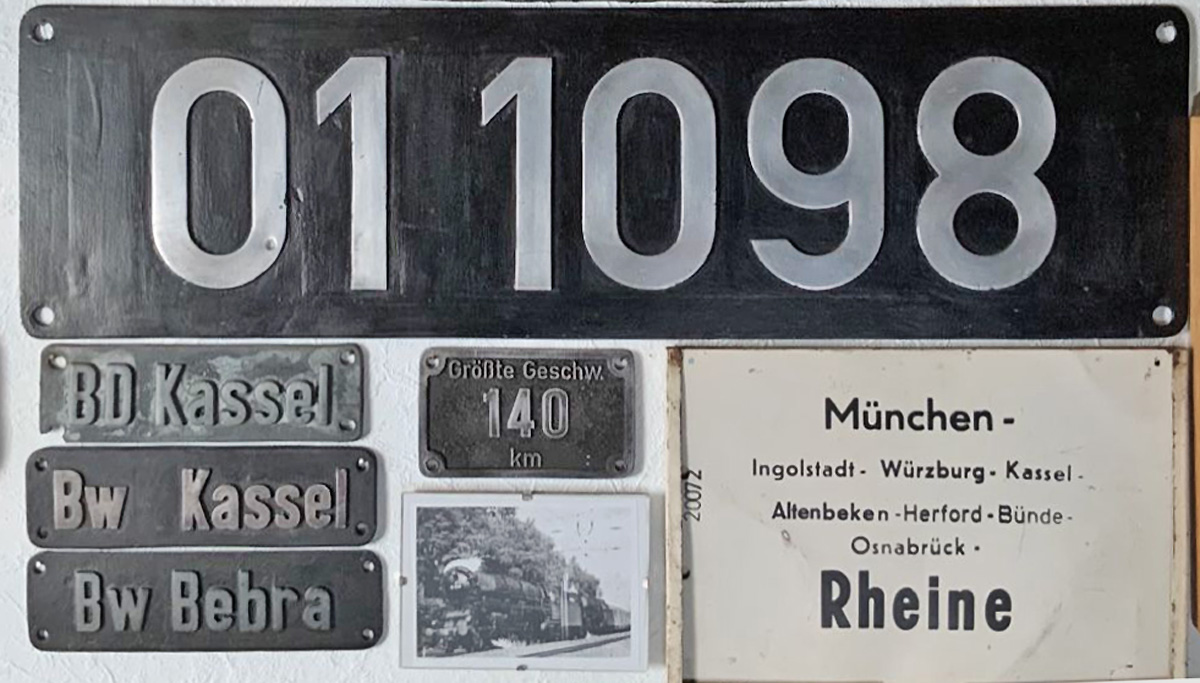 01 1098
BD Kassel
Bw Kassel
Bw Bebra
Größte Geschw.
140
km
20072
München -
Ingolstadt - Würzburg - Kassel -
Altenbeken - Herford - Bünde -
Osnabrück -
Rheine